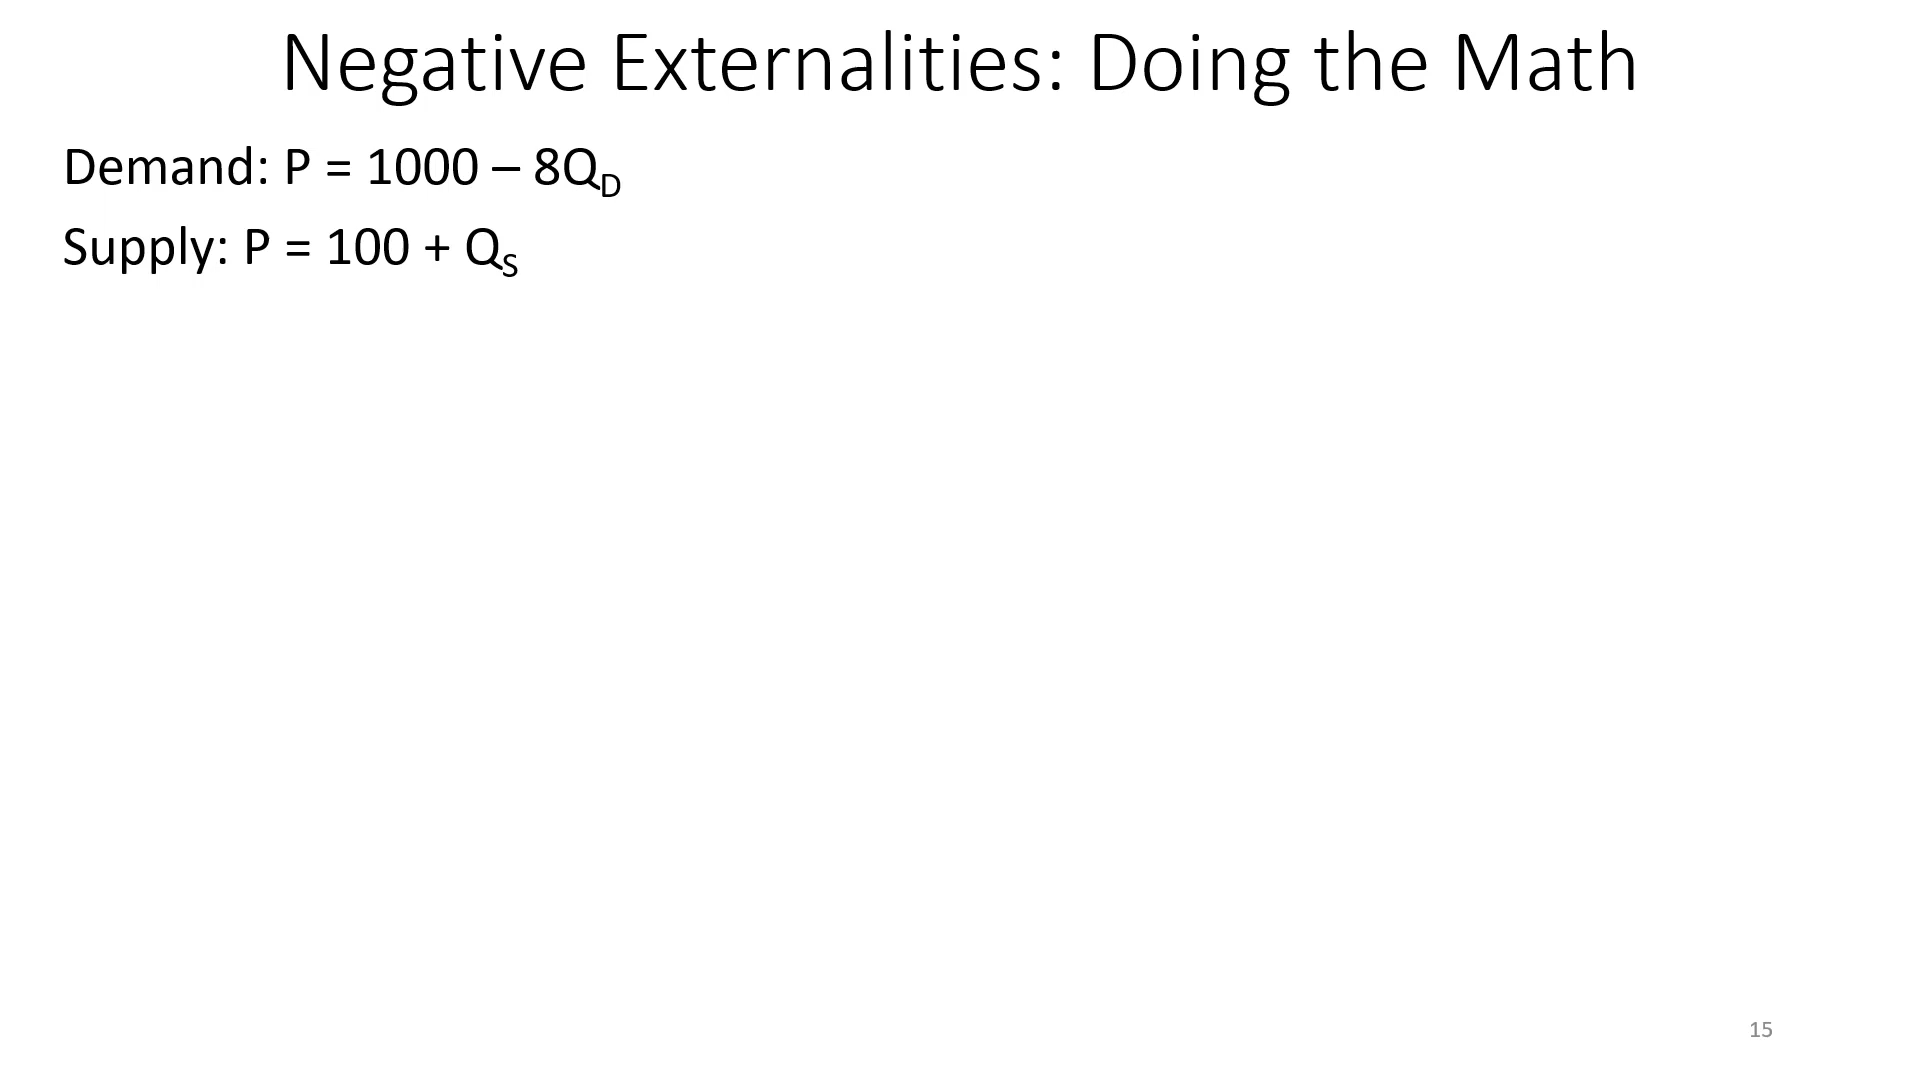 Negative Externalities: Doing the Math
Demand: P = 1000 – 8Q_D
Supply: P = 100 + Q_S
15